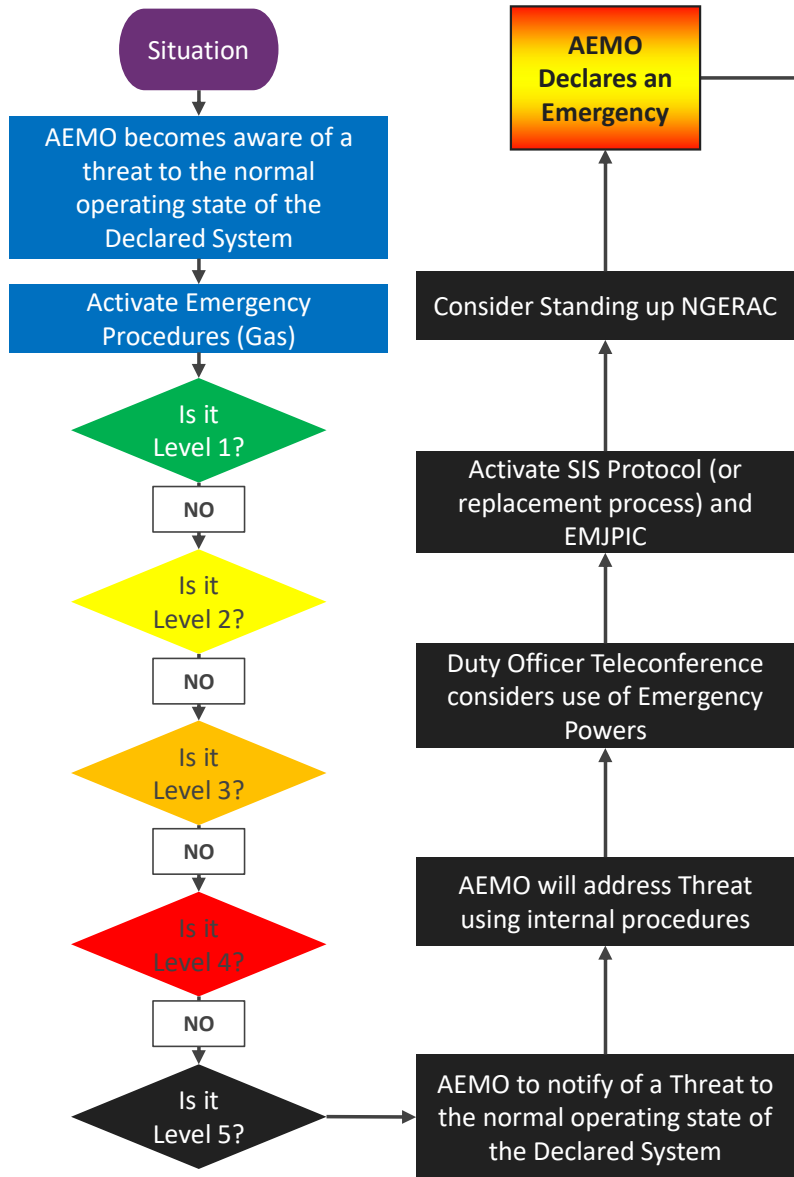 Situation
AEMO becomes aware of a
threat to the normal
operating state of the
Declared System
Activate Emergency
Procedures (Gas)
Is it
Level 1?
NO
Is it
Level 2?
NO
Is it
Level 3?
NO
Is it
Level 4?
NO
Is it
Level 5?
AEMO to notify of a Threat to
the normal operating state of
the Declared System
AEMO will address Threat
using internal procedures
Duty Officer Teleconference
considers use of Emergency
Powers
Activate SIS Protocol (or
replacement process) and
EMJPIC
Consider Standing up NGERAC
AEMO
Declares an
Emergency